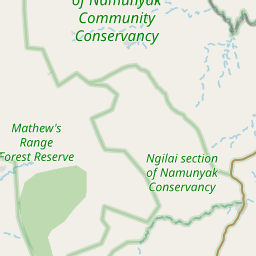 of Namunyak
Community
Conservancy
Mathew's
Range
Forest Reserve
Ngilai section
of Namunyak
Conservancy